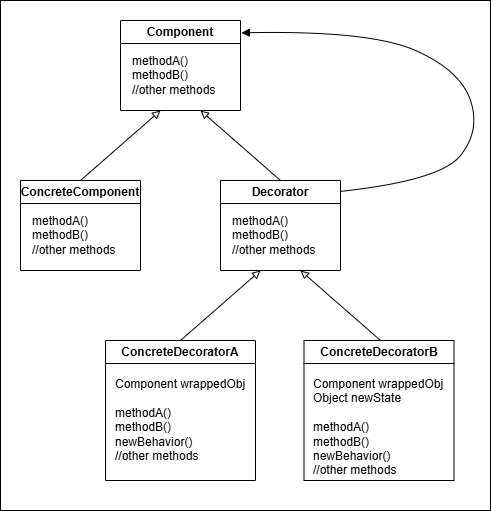 Component
methodA()
methodB()
//other methods
ConcreteComponent
methodA()
methodB()
//other methods
Decorator
methodA()
methodB()
//other methods
ConcreteDecoratorA
Component wrappedObj
methodA()
methodB()
newBehavior()
//other methods
ConcreteDecoratorB
Component wrappedObj
Object newState
methodA()
methodB()
newBehavior()
//other methods